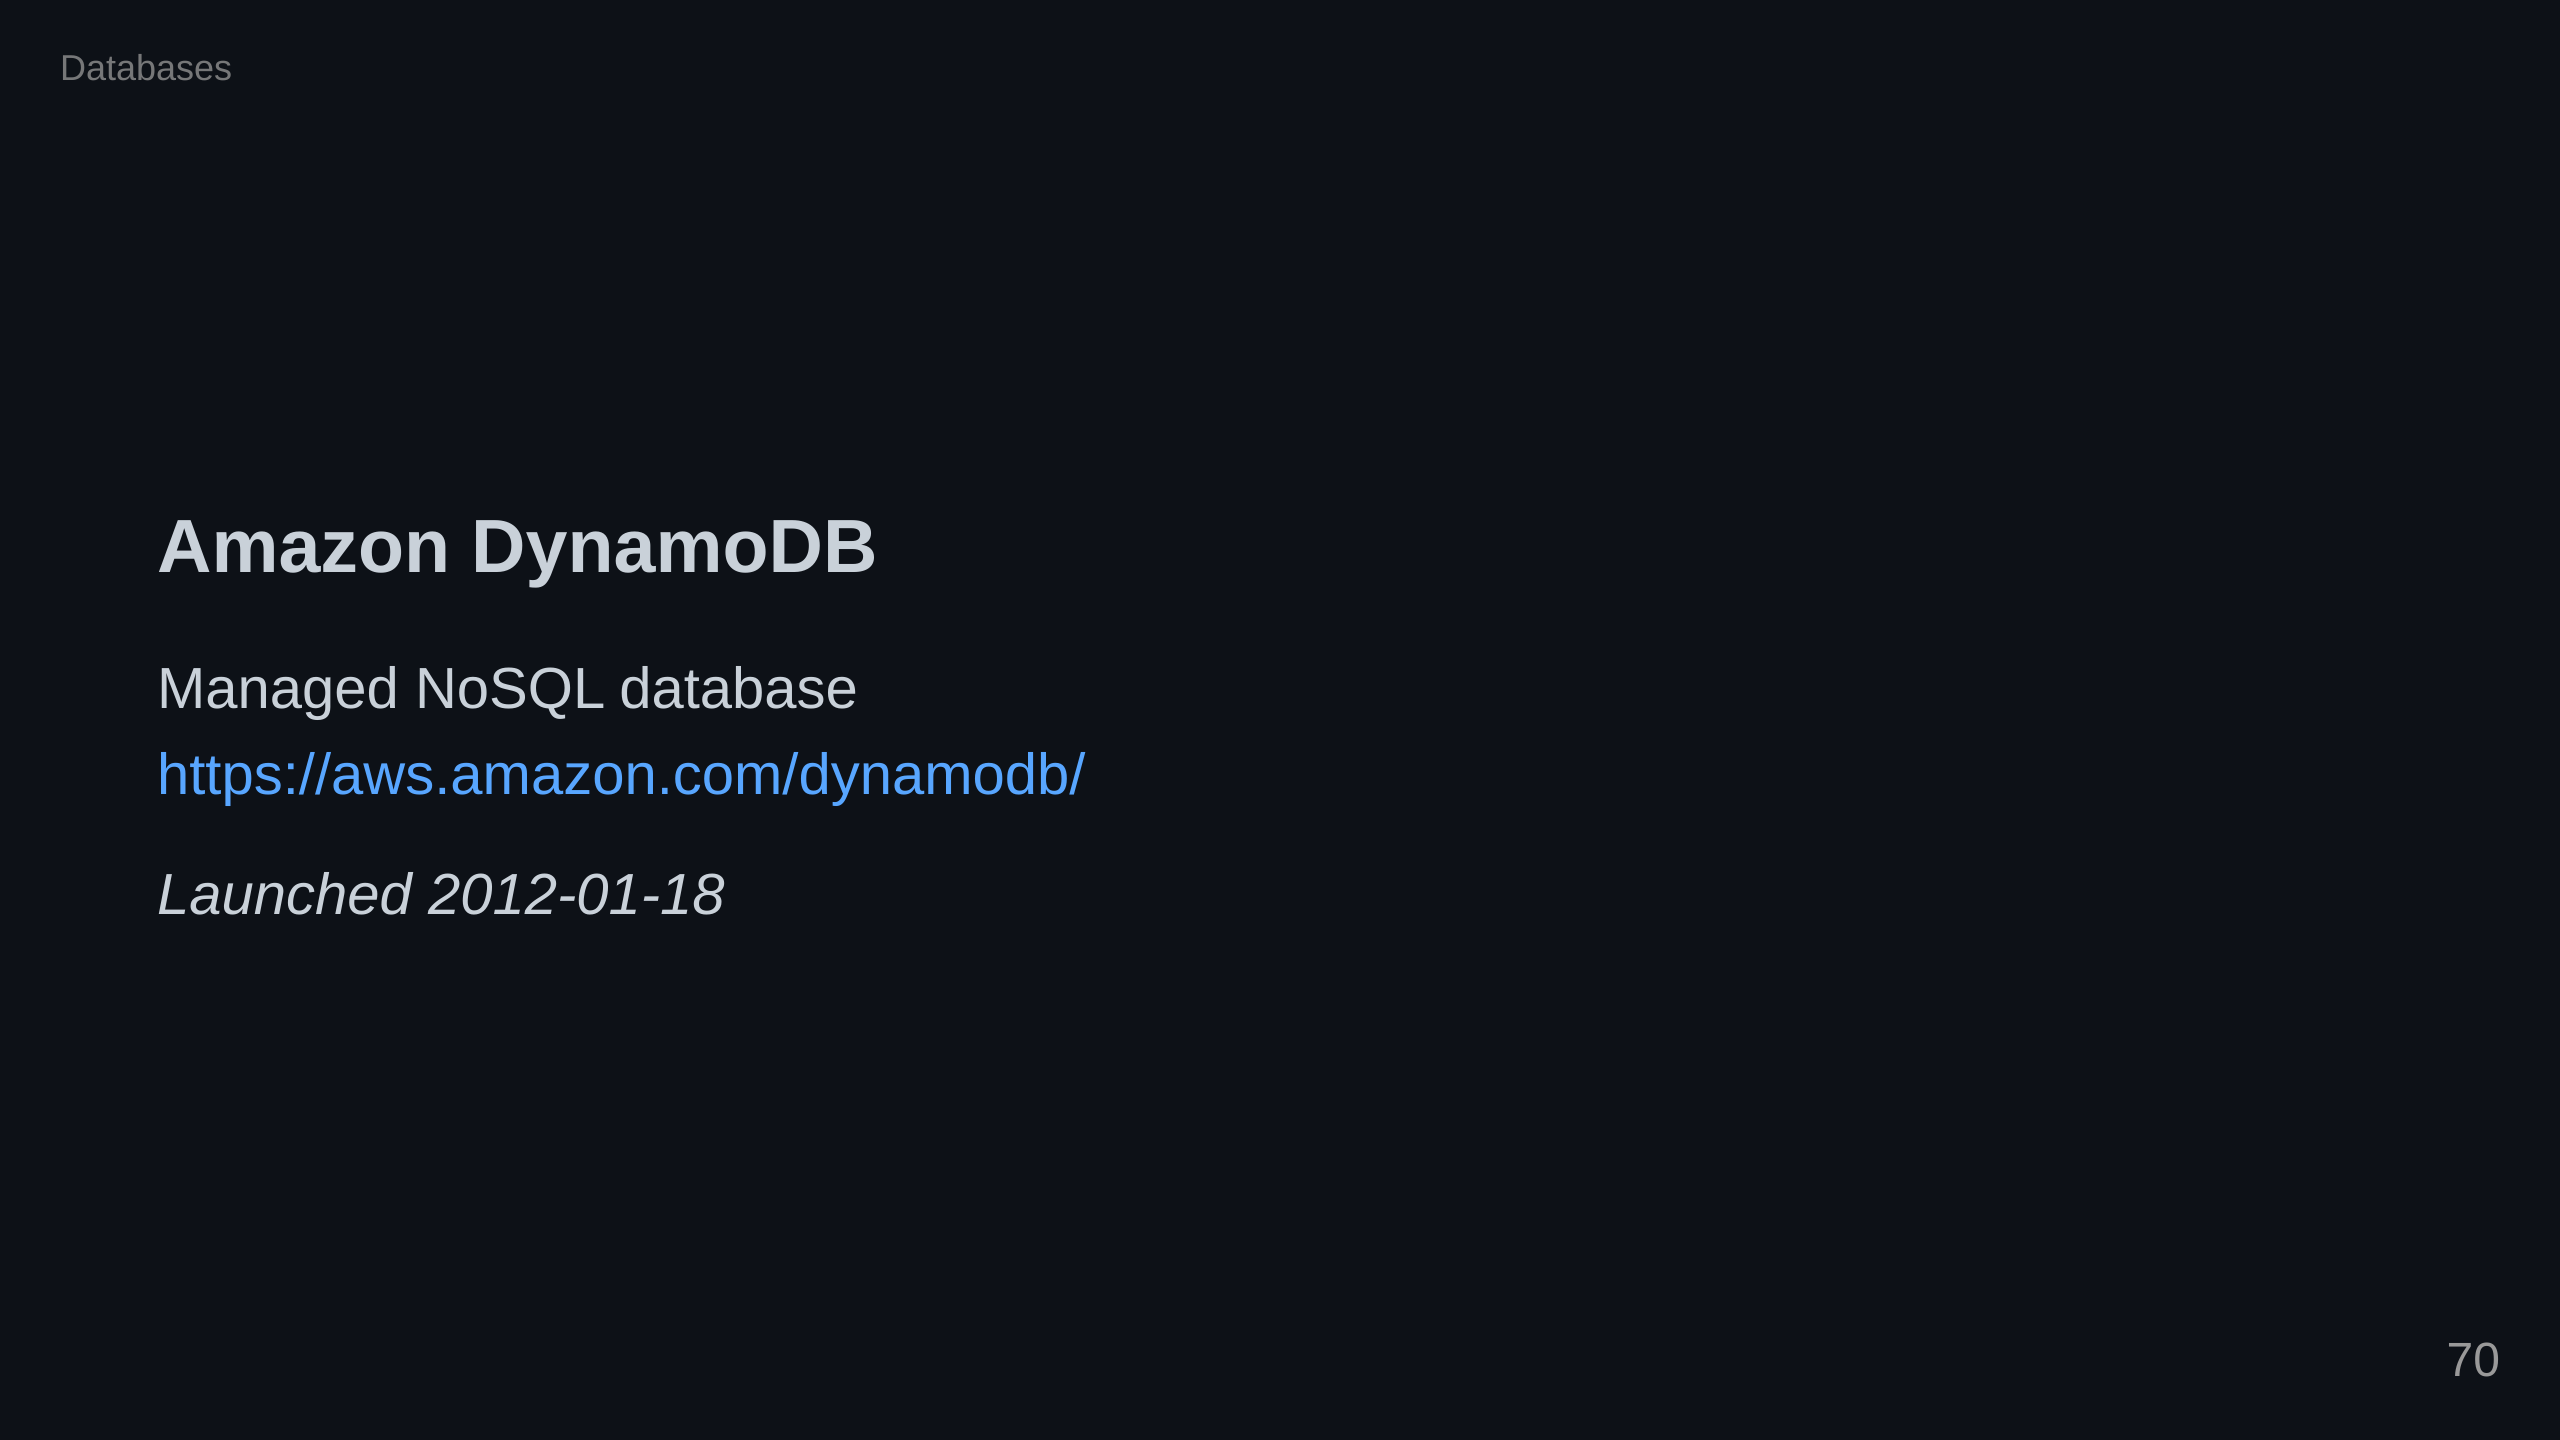 Databases
Amazon DynamoDB
Managed NoSQL database
https://aws.amazon.com/dynamodb/
Launched 2012-01-18
70